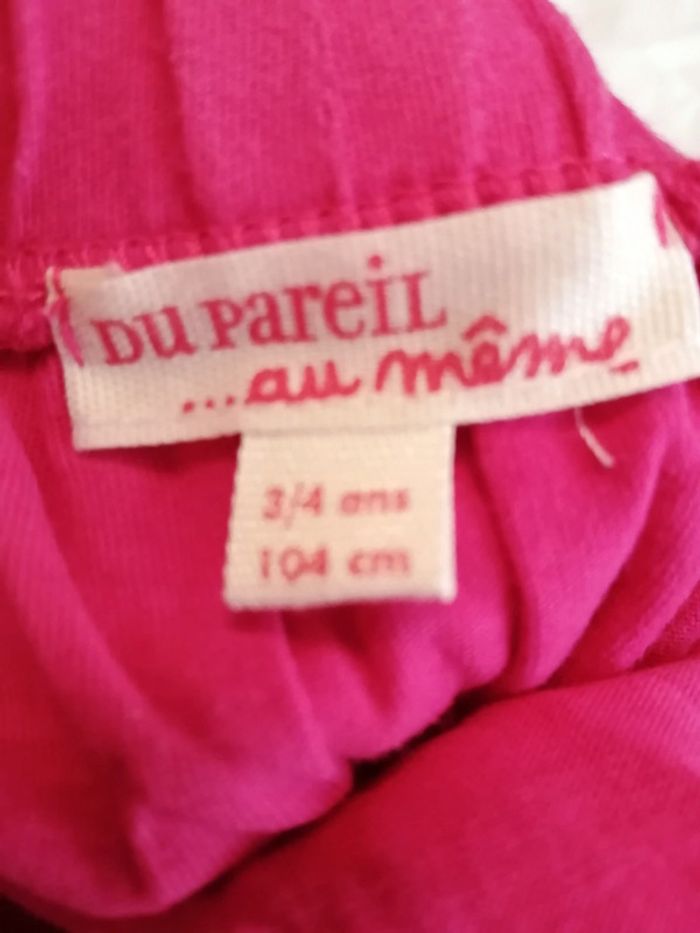 DU PareiL
...au même
3/4 ans
104 cm